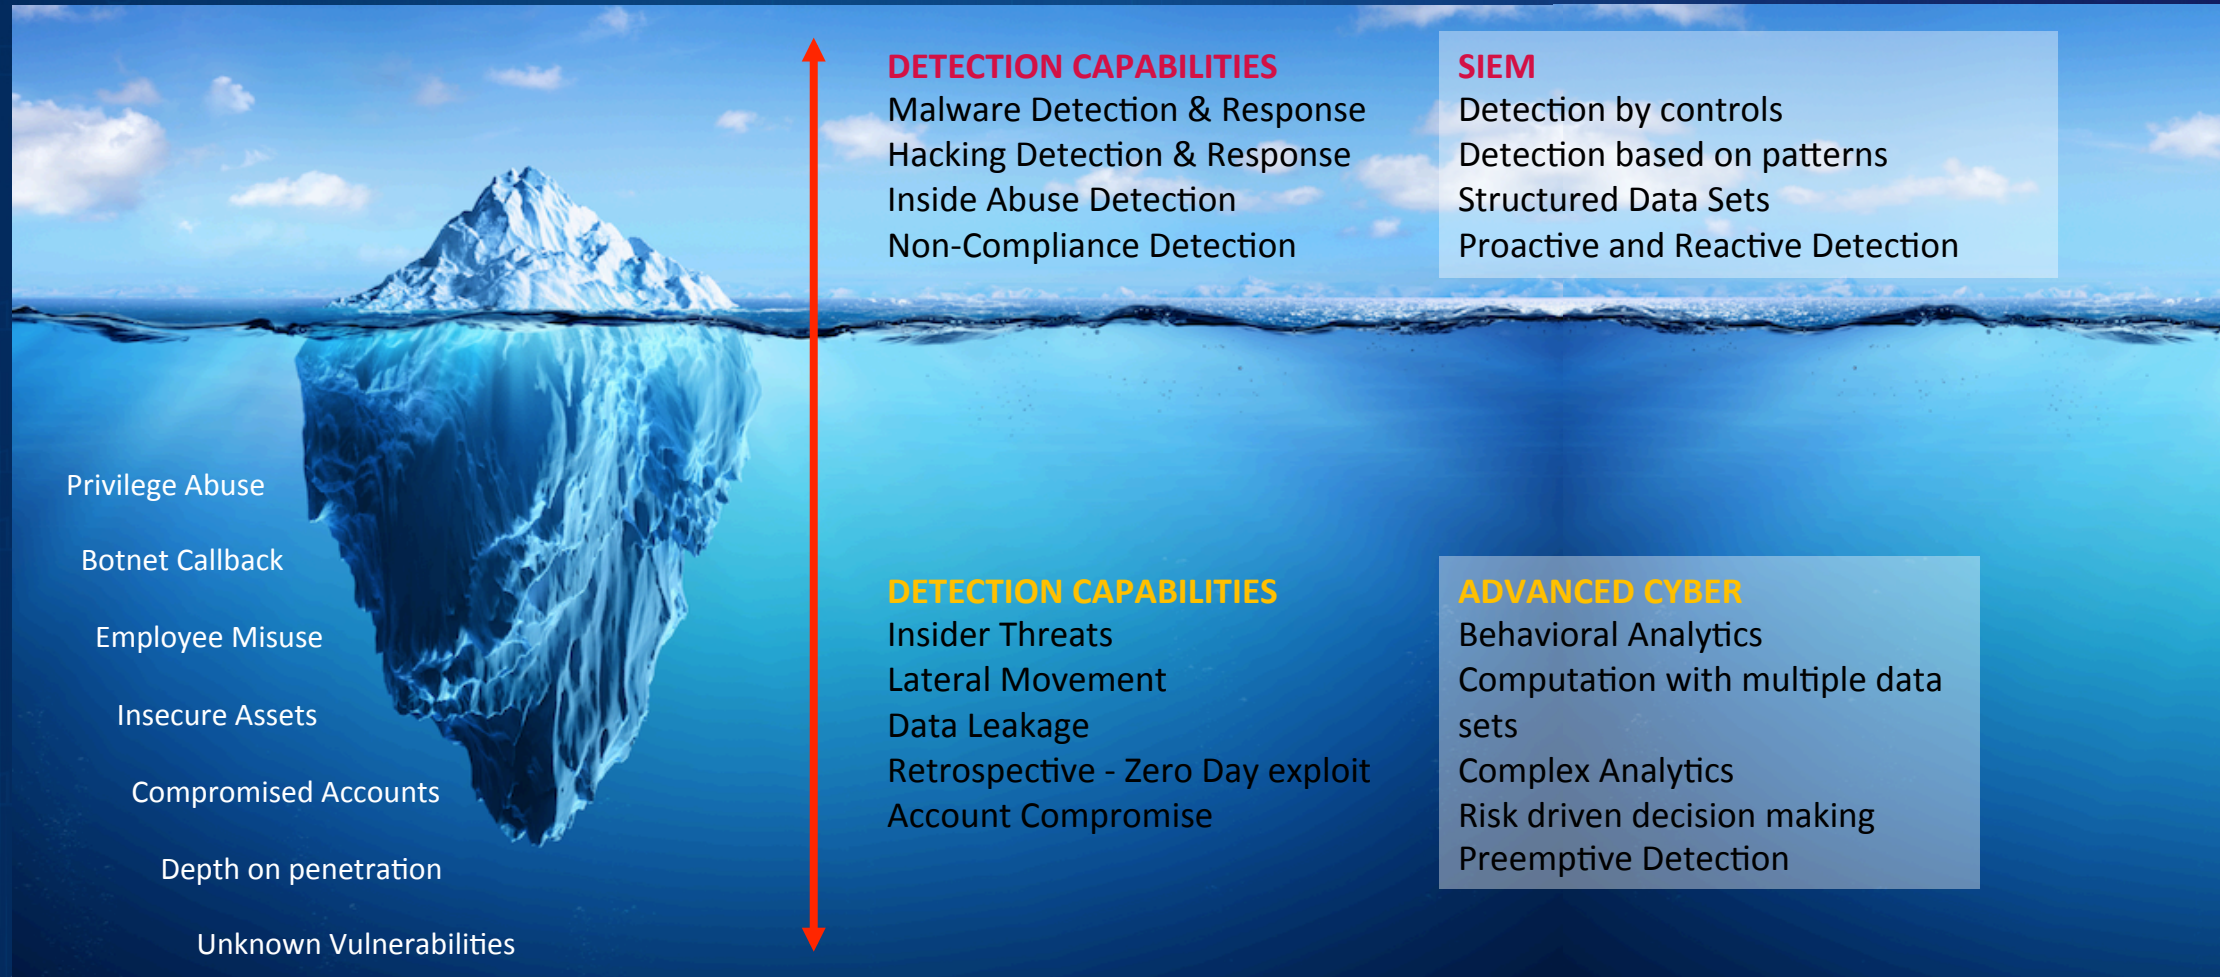 DETECTION CAPABILITIES
Malware Detection & Response
Hacking Detection & Response
Inside Abuse Detection
Non-Compliance Detection
SIEM
Detection by controls
Detection based on patterns
Structured Data Sets
Proactive and Reactive Detection
Privilege Abuse
Botnet Callback
Employee Misuse
Insecure Assets
Compromised Accounts
Depth on penetration
Unknown Vulnerabilities
DETECTION CAPABILITIES
Insider Threats
Lateral Movement
Data Leakage
Retrospective - Zero Day exploit
Account Compromise
ADVANCED CYBER
Behavioral Analytics
Computation with multiple data
sets
Complex Analytics
Risk driven decision making
Preemptive Detection